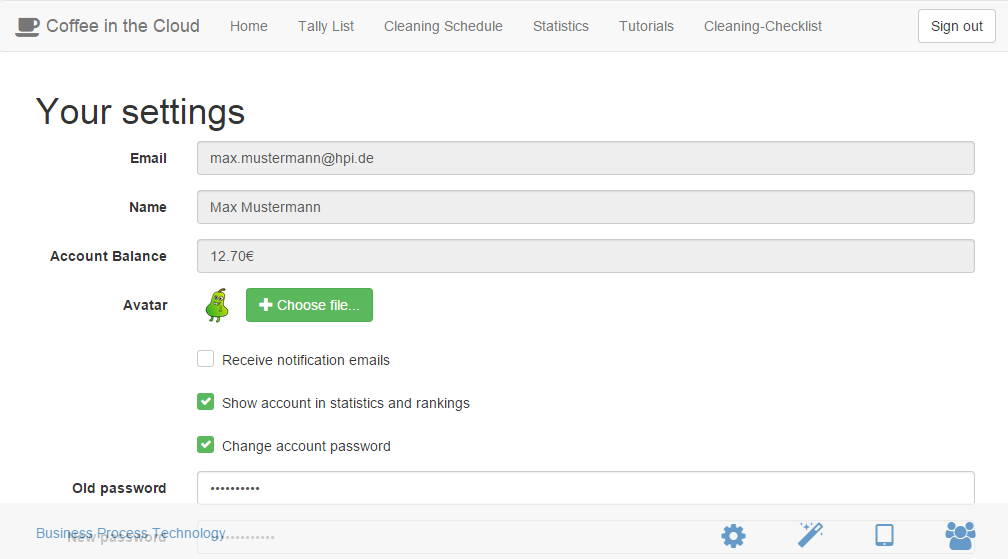 Coffee in the Cloud Home Tally List Cleaning Schedule Statistics Tutorials Cleaning-Checklist Sign out
Your settings
Email max.mustermann@hpi.de
Name Max Mustermann
Account Balance 12.70€
Avatar Choose file...
Receive notification emails
Show account in statistics and rankings
Change account password
Old password ••••••••••
Business Process Technology
New password ••••••••••